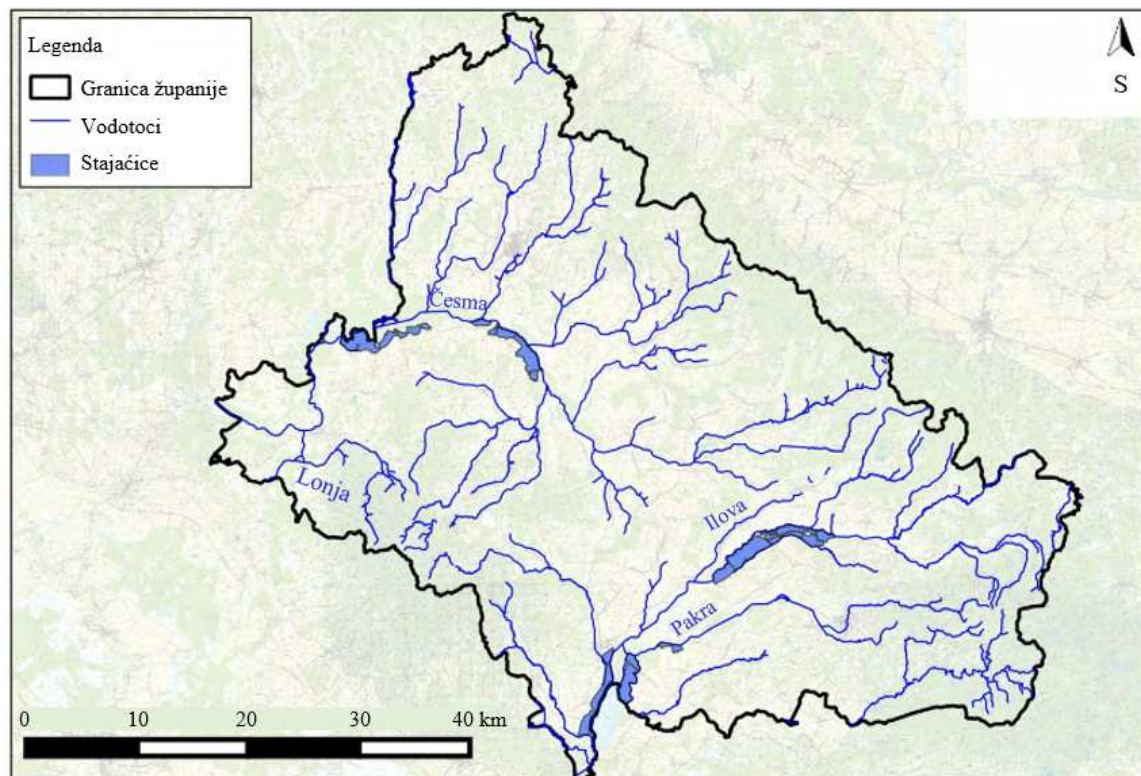 Legenda
Granica županije
Vodotoci
Stajaćice
S
Česma
Lonja
Ilova
Pakra
0 10 20 30 40 km